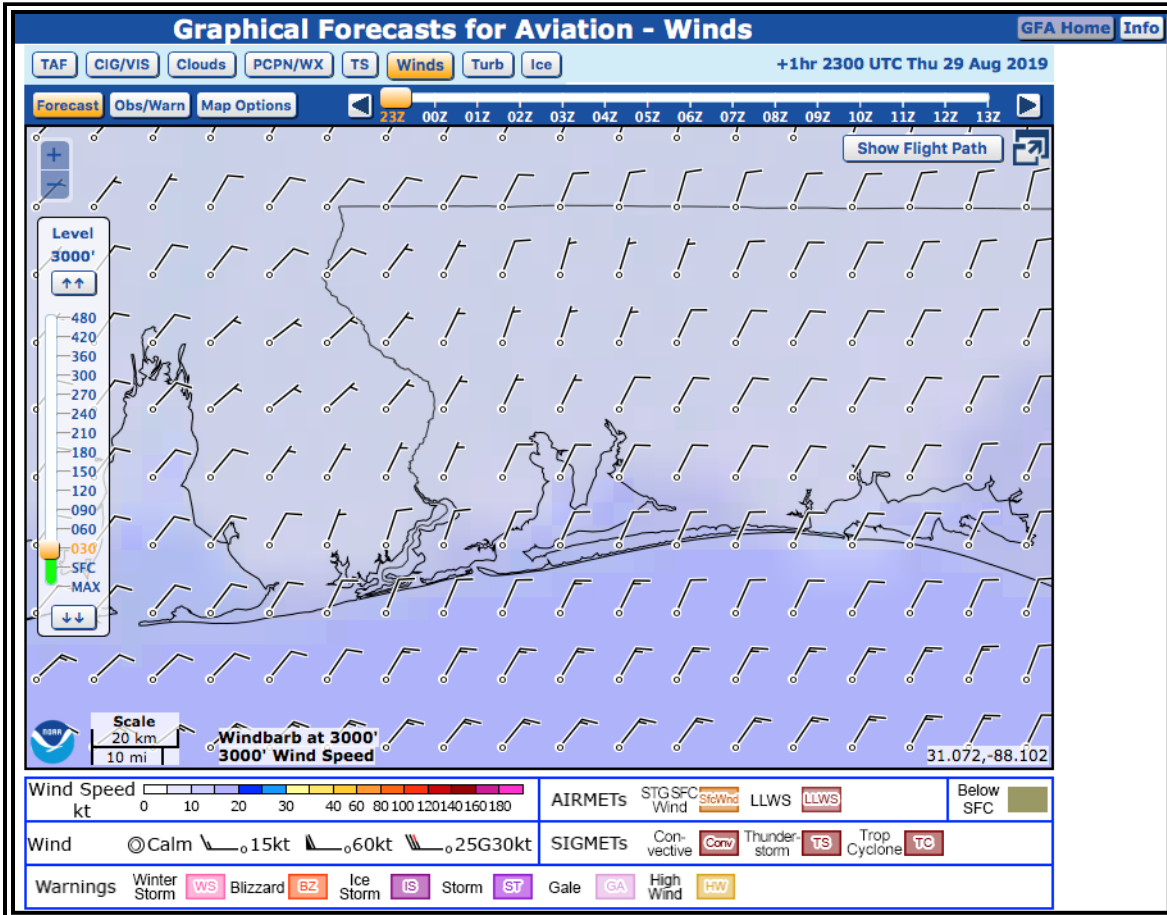 Graphical Forecasts for Aviation - Winds
GFA Home Info
TAF CIG/VIS Clouds PCPN/WX TS Winds Turb Ice
+1hr 2300 UTC Thu 29 Aug 2019
Forecast Obs/Warn Map Options
23Z 00Z 01Z 02Z 03Z 04Z 05Z 06Z 07Z 08Z 09Z 10Z 11Z 12Z 13Z
Show Flight Path
+
−
Level
3000'
↑↑
480
420
360
300
270
240
210
180
150
120
090
060
030
SFC
MAX
↓↓
NOAA
Scale
20 km
10 mi
Windbarb at 3000'
3000' Wind Speed
31.072,-88.102
Wind Speed
kt
0 10 20 30 40 60 80 100 120 140 160 180
AIRMETs STG SFC Wind SfcWnd LLWS LLWS
Below SFC
Wind Calm 15kt 60kt 25G30kt
SIGMETs Con-vective Conv Thunder-storm TS Trop Cyclone TC
Warnings Winter Storm WS Blizzard BZ Ice Storm IS Storm ST Gale GA High Wind HW